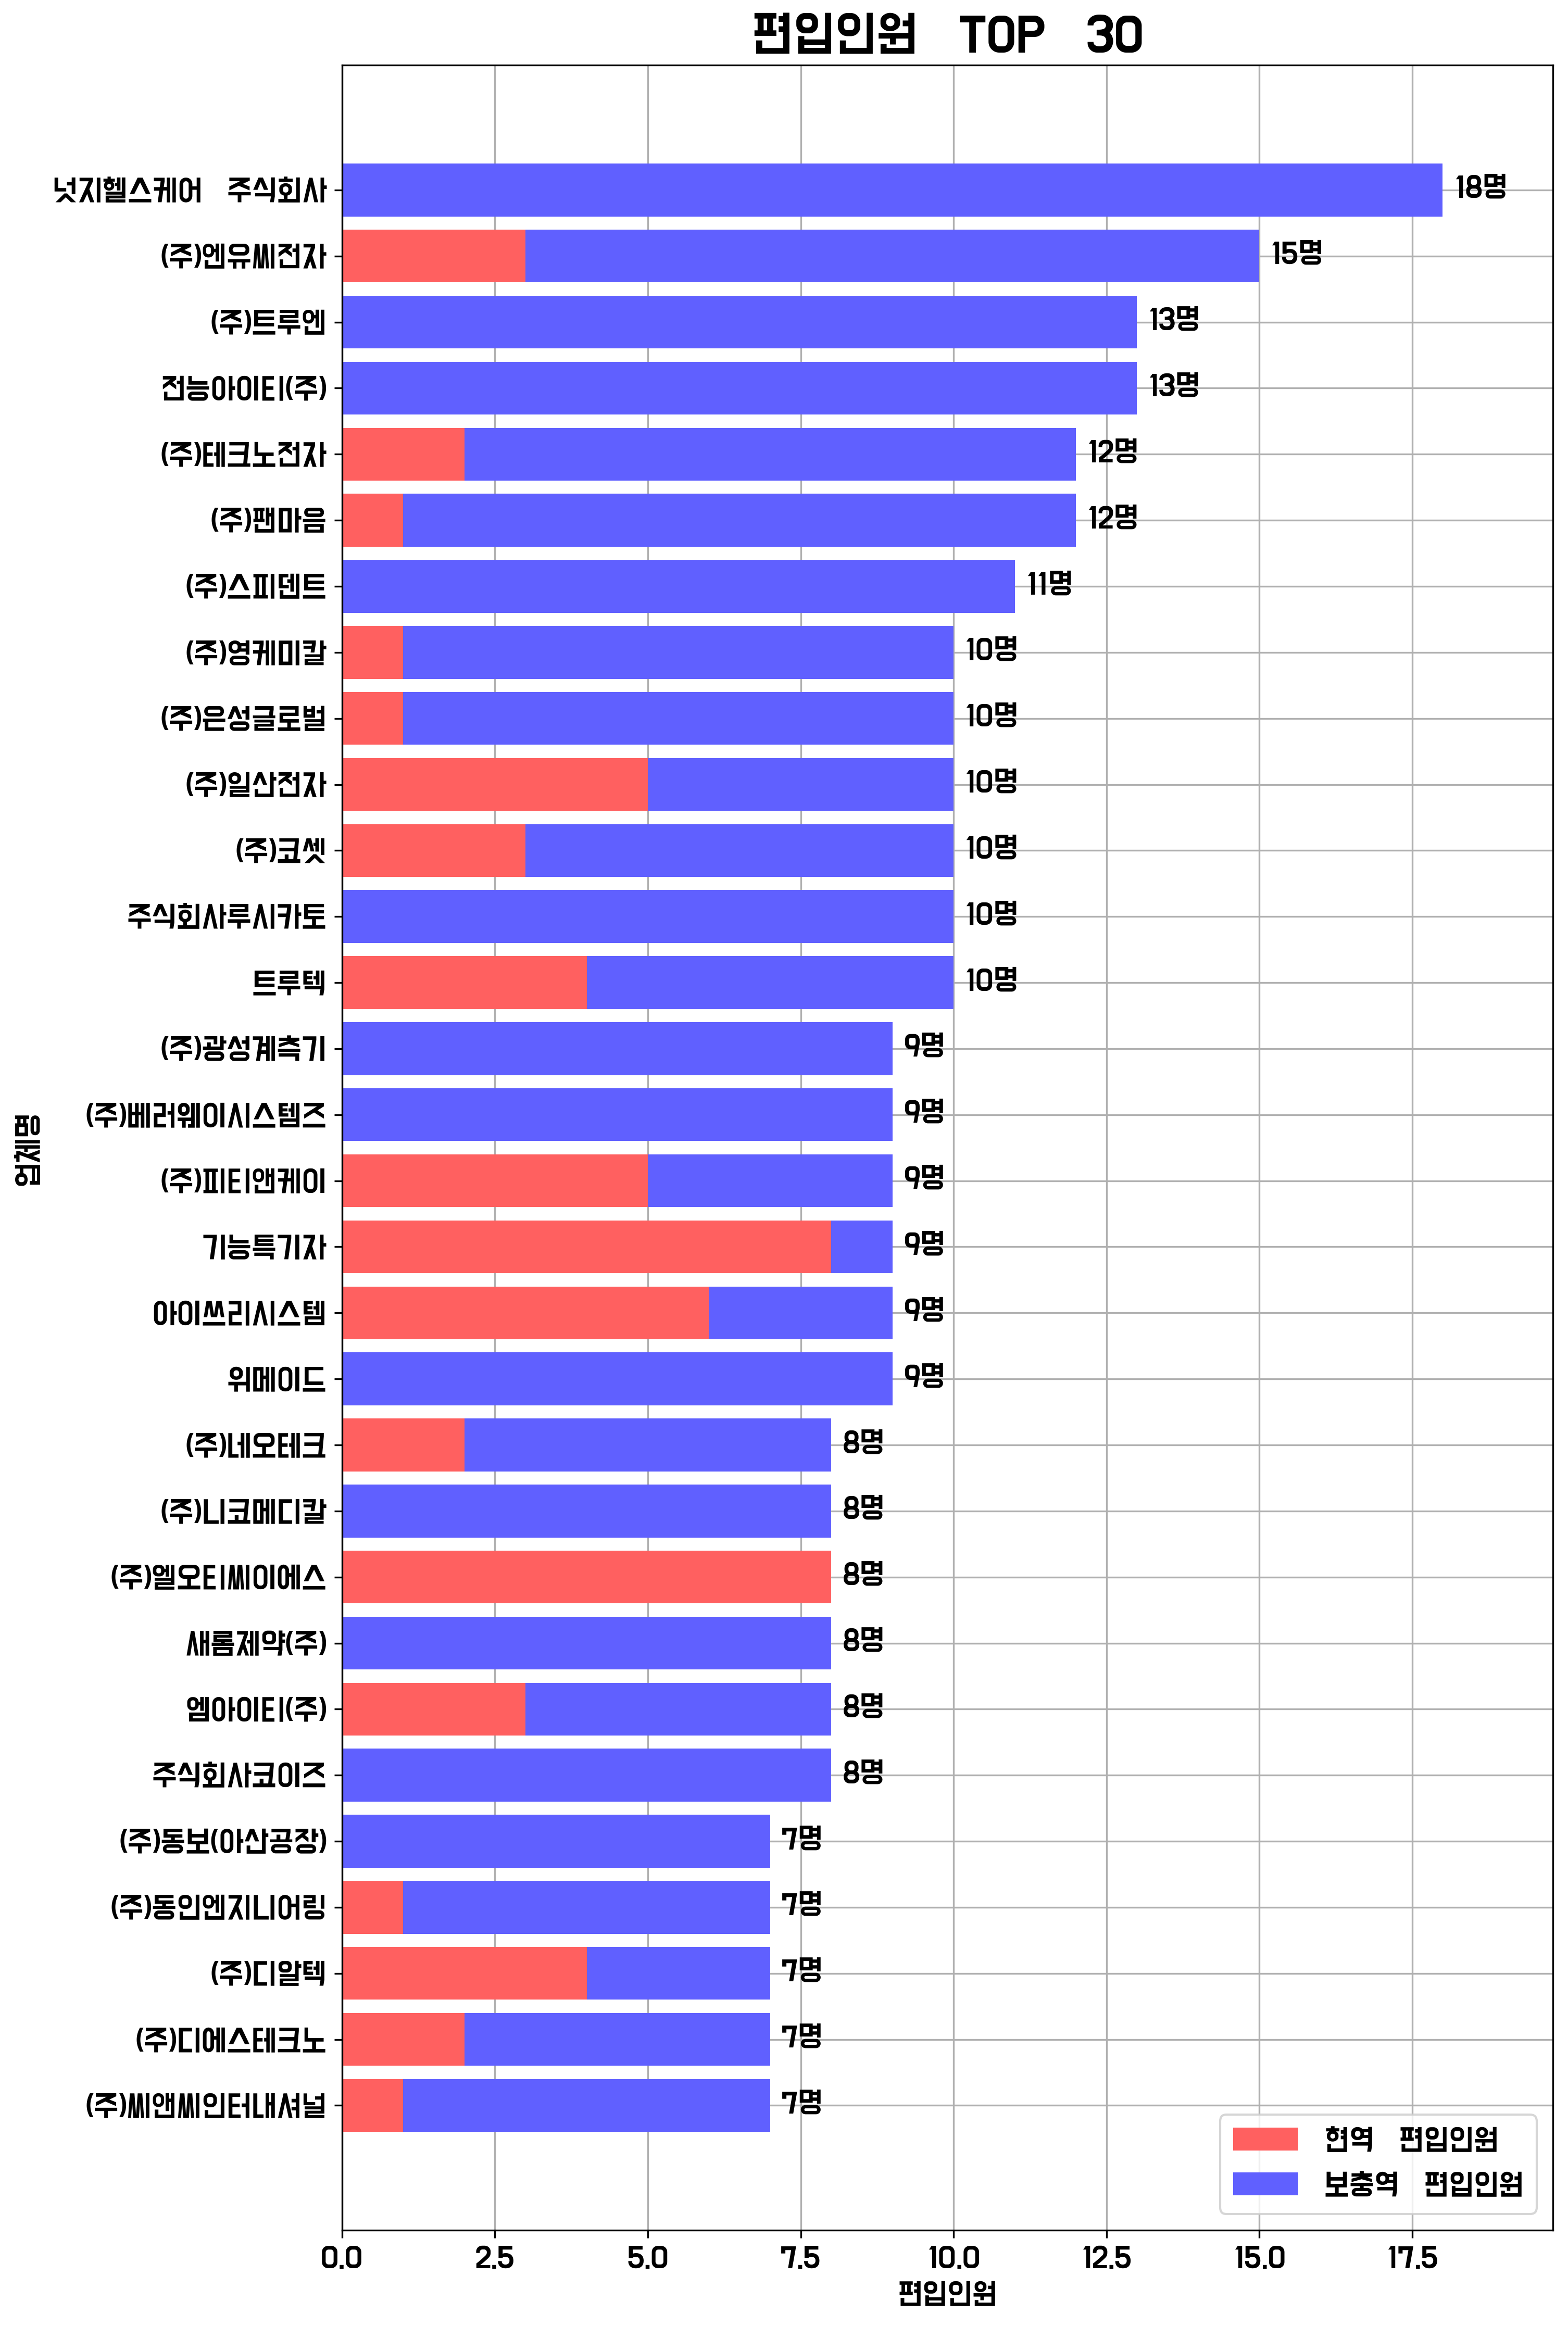 편입인원 TOP 30
넛지헬스케어 주식회사 18명
(주)엔유씨전자 15명
(주)트루엔 13명
전능아이티(주) 13명
(주)테크노전자 12명
(주)팬마음 12명
(주)스피덴트 11명
(주)영케미칼 10명
(주)은성글로벌 10명
(주)일산전자 10명
(주)코셋 10명
주식회사루시카토 10명
트루텍 10명
(주)광성계측기 9명
(주)베러웨이시스템즈 9명
(주)피티앤케이 9명
기능특기자 9명
아이쓰리시스템 9명
위메이드 9명
(주)네오테크 8명
(주)니코메디칼 8명
(주)엘오티씨이에스 8명
새롬제약(주) 8명
엠아이티(주) 8명
주식회사코이즈 8명
(주)동보(아산공장) 7명
(주)동인엔지니어링 7명
(주)디알텍 7명
(주)디에스테크노 7명
(주)씨앤씨인터내셔널 7명
업체명
현역 편입인원
보충역 편입인원
0.0 2.5 5.0 7.5 10.0 12.5 15.0 17.5
편입인원